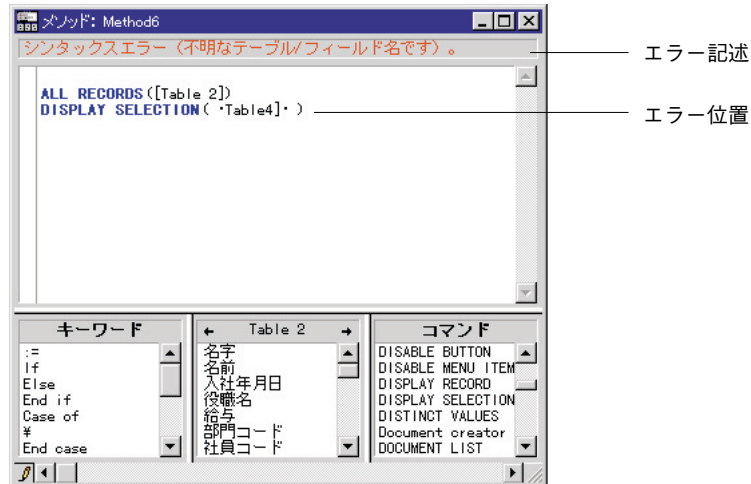 メソッド: Method6
シンタックスエラー（不明なテーブル/フィールド名です）。
エラー記述
ALL RECORDS([Table 2])
DISPLAY SELECTION( ･Table4]･ )
エラー位置
キーワード
:=
If
Else
End if
Case of
¥
End case
← Table 2 →
名字
名前
入社年月日
役職名
給与
部門コード
社員コード
コマンド
DISABLE BUTTON
DISABLE MENU ITEM
DISPLAY RECORD
DISPLAY SELECTION
DISTINCT VALUES
Document creator
DOCUMENT LIST